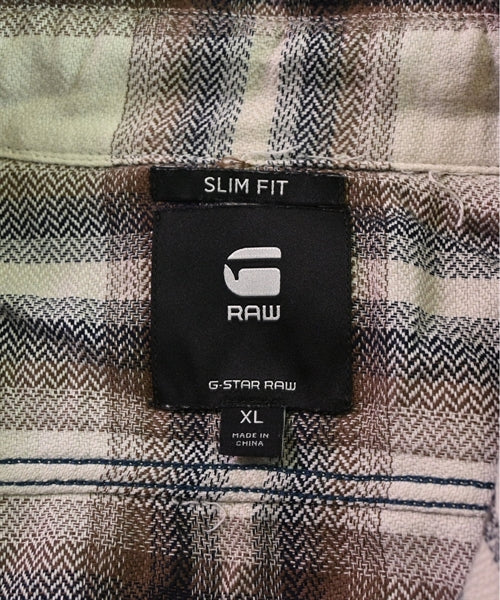 SLIM FIT
RAW
G-STAR RAW
XL
MADE IN
CHINA